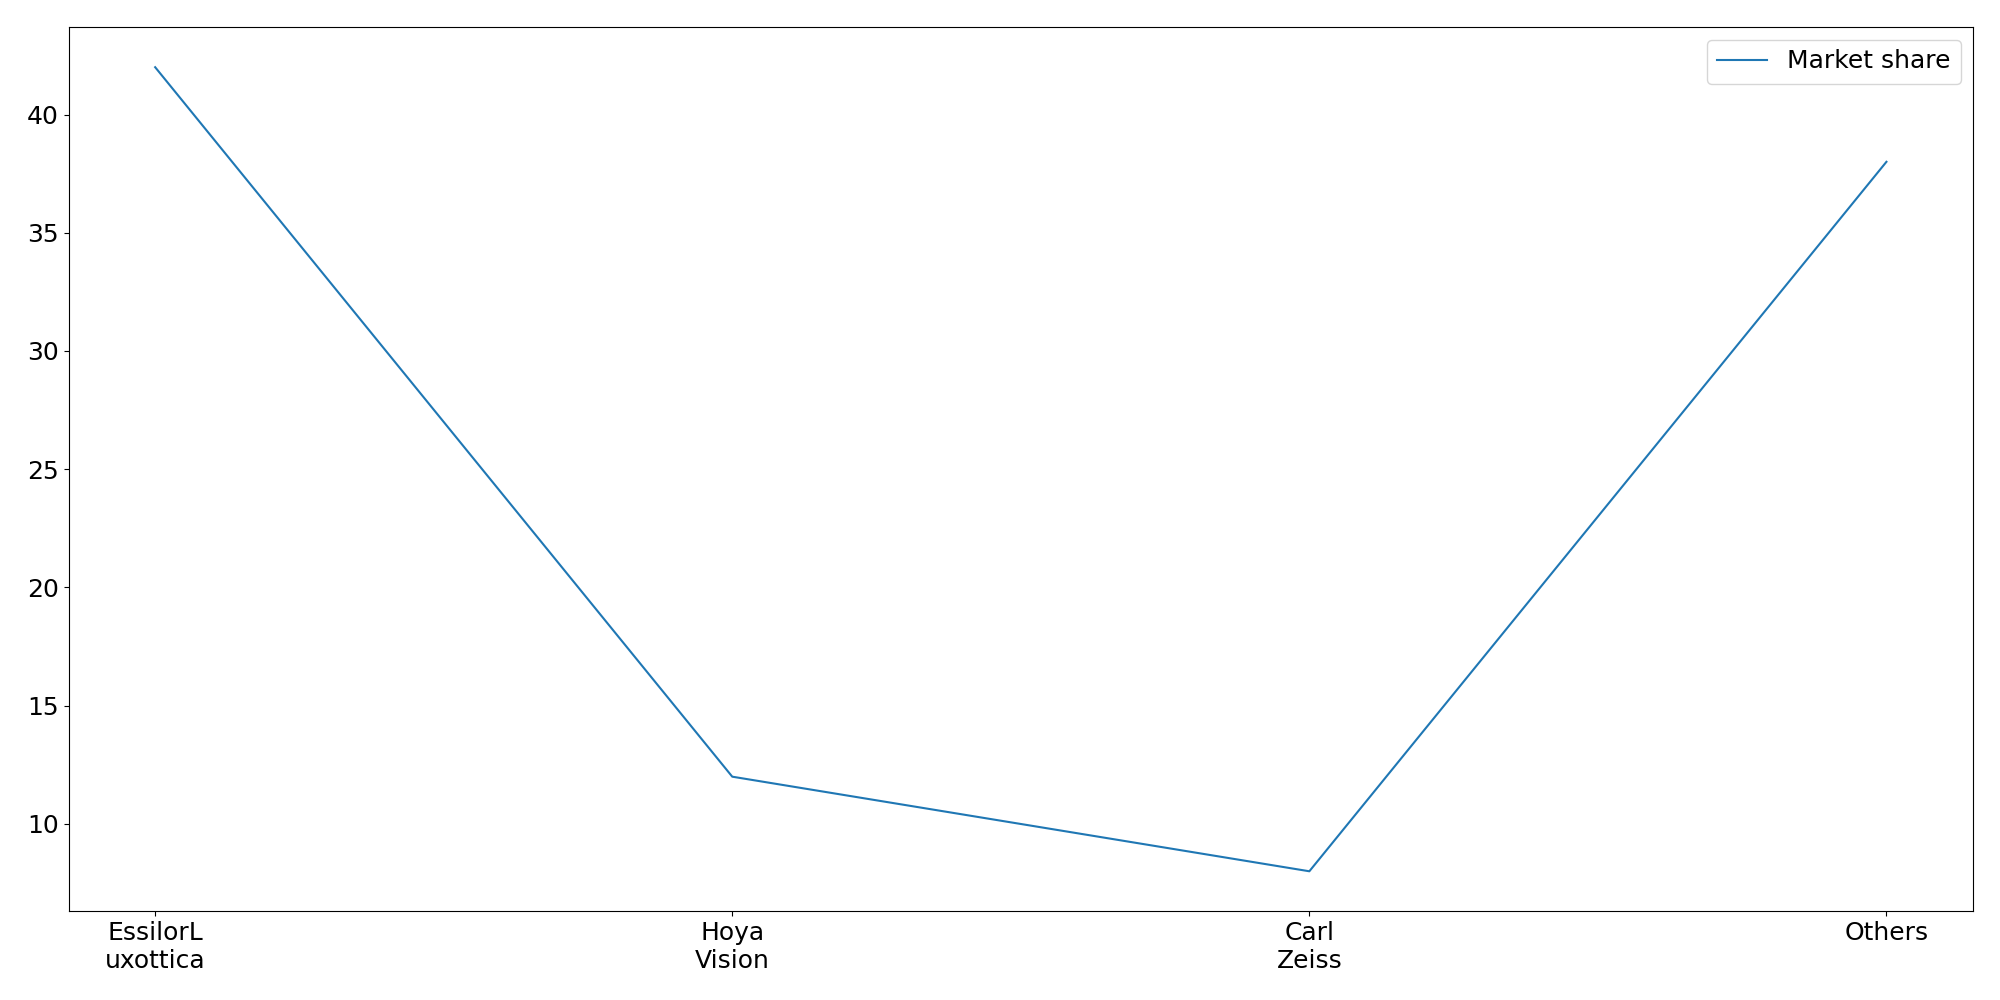 Market share
40
35
30
25
20
15
10
EssilorL
uxottica
Hoya
Vision
Carl
Zeiss
Others